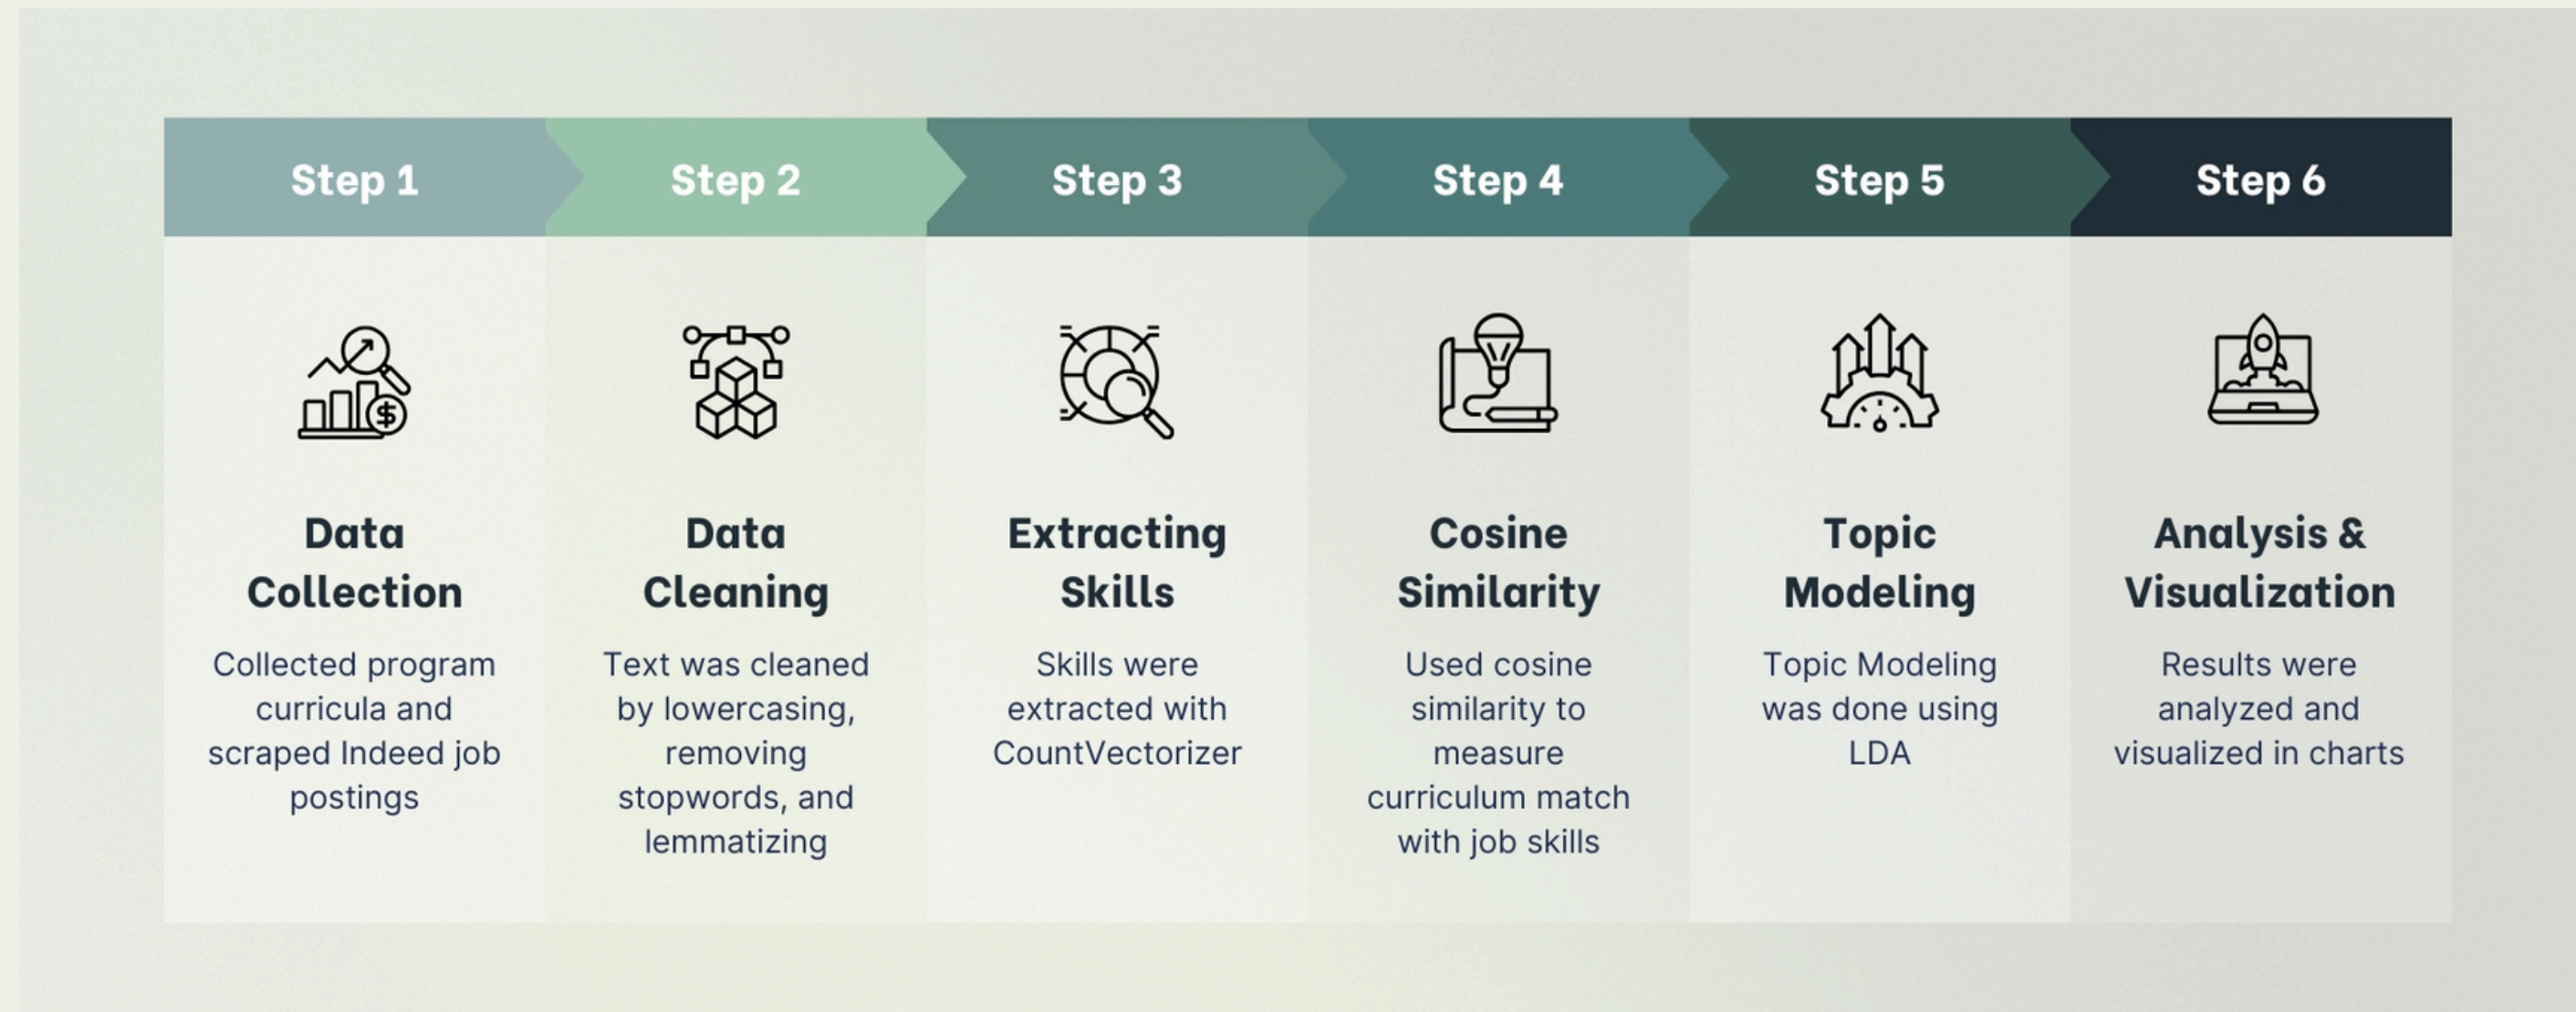 Step 1
Step 2
Step 3
Step 4
Step 5
Step 6
$
Data
Collection
Collected program
curricula and
scraped Indeed job
postings
Data
Cleaning
Text was cleaned
by lowercasing,
removing
stopwords, and
lemmatizing
Extracting
Skills
Skills were
extracted with
CountVectorizer
Cosine
Similarity
Used cosine
similarity to
measure
curriculum match
with job skills
Topic
Modeling
Topic Modeling
was done using
LDA
Analysis &
Visualization
Results were
analyzed and
visualized in charts